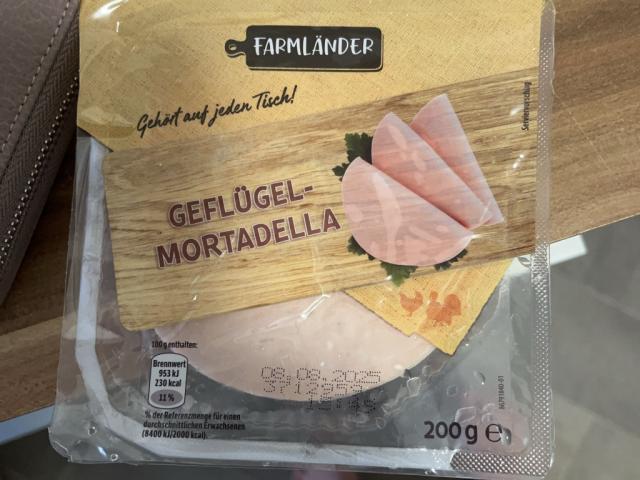 FARMLÄNDER
Gehört auf jeden Tisch!
Serviervorschlag
GEFLÜGEL-
MORTADELLA
100 g enthalten:
Brennwert
953 kJ
230 kcal
11 %
% der Referenzmenge für einen
durchschnittlichen Erwachsenen
(8400 kJ/2000 kcal).
08.08.2025
200 g e